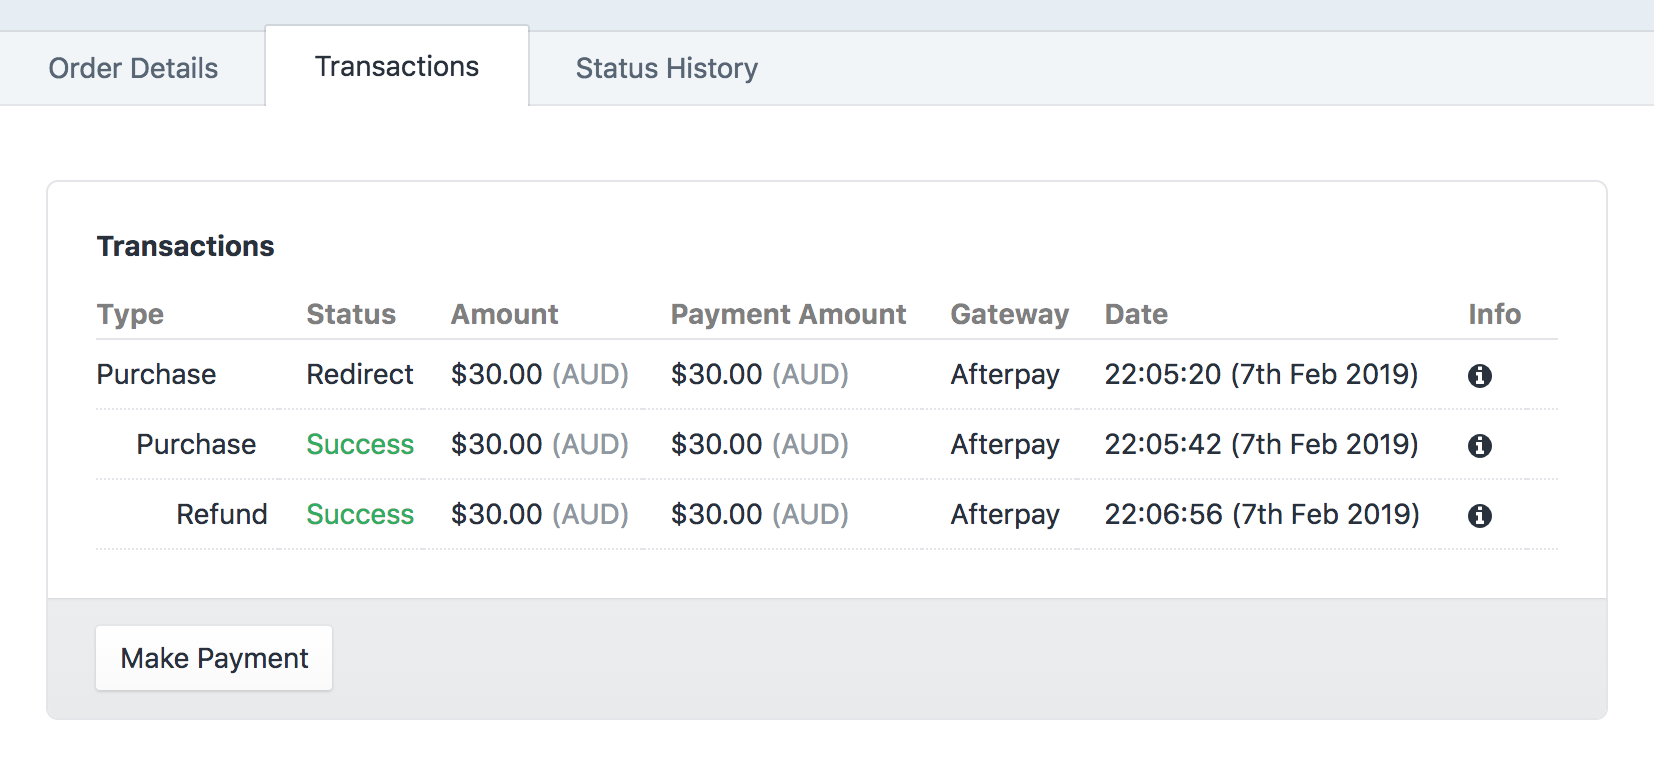 Order Details Transactions Status History
Transactions
Type Status Amount Payment Amount Gateway Date Info
Purchase Redirect $30.00 (AUD) $30.00 (AUD) Afterpay 22:05:20 (7th Feb 2019)
Purchase Success $30.00 (AUD) $30.00 (AUD) Afterpay 22:05:42 (7th Feb 2019)
Refund Success $30.00 (AUD) $30.00 (AUD) Afterpay 22:06:56 (7th Feb 2019)
Make Payment